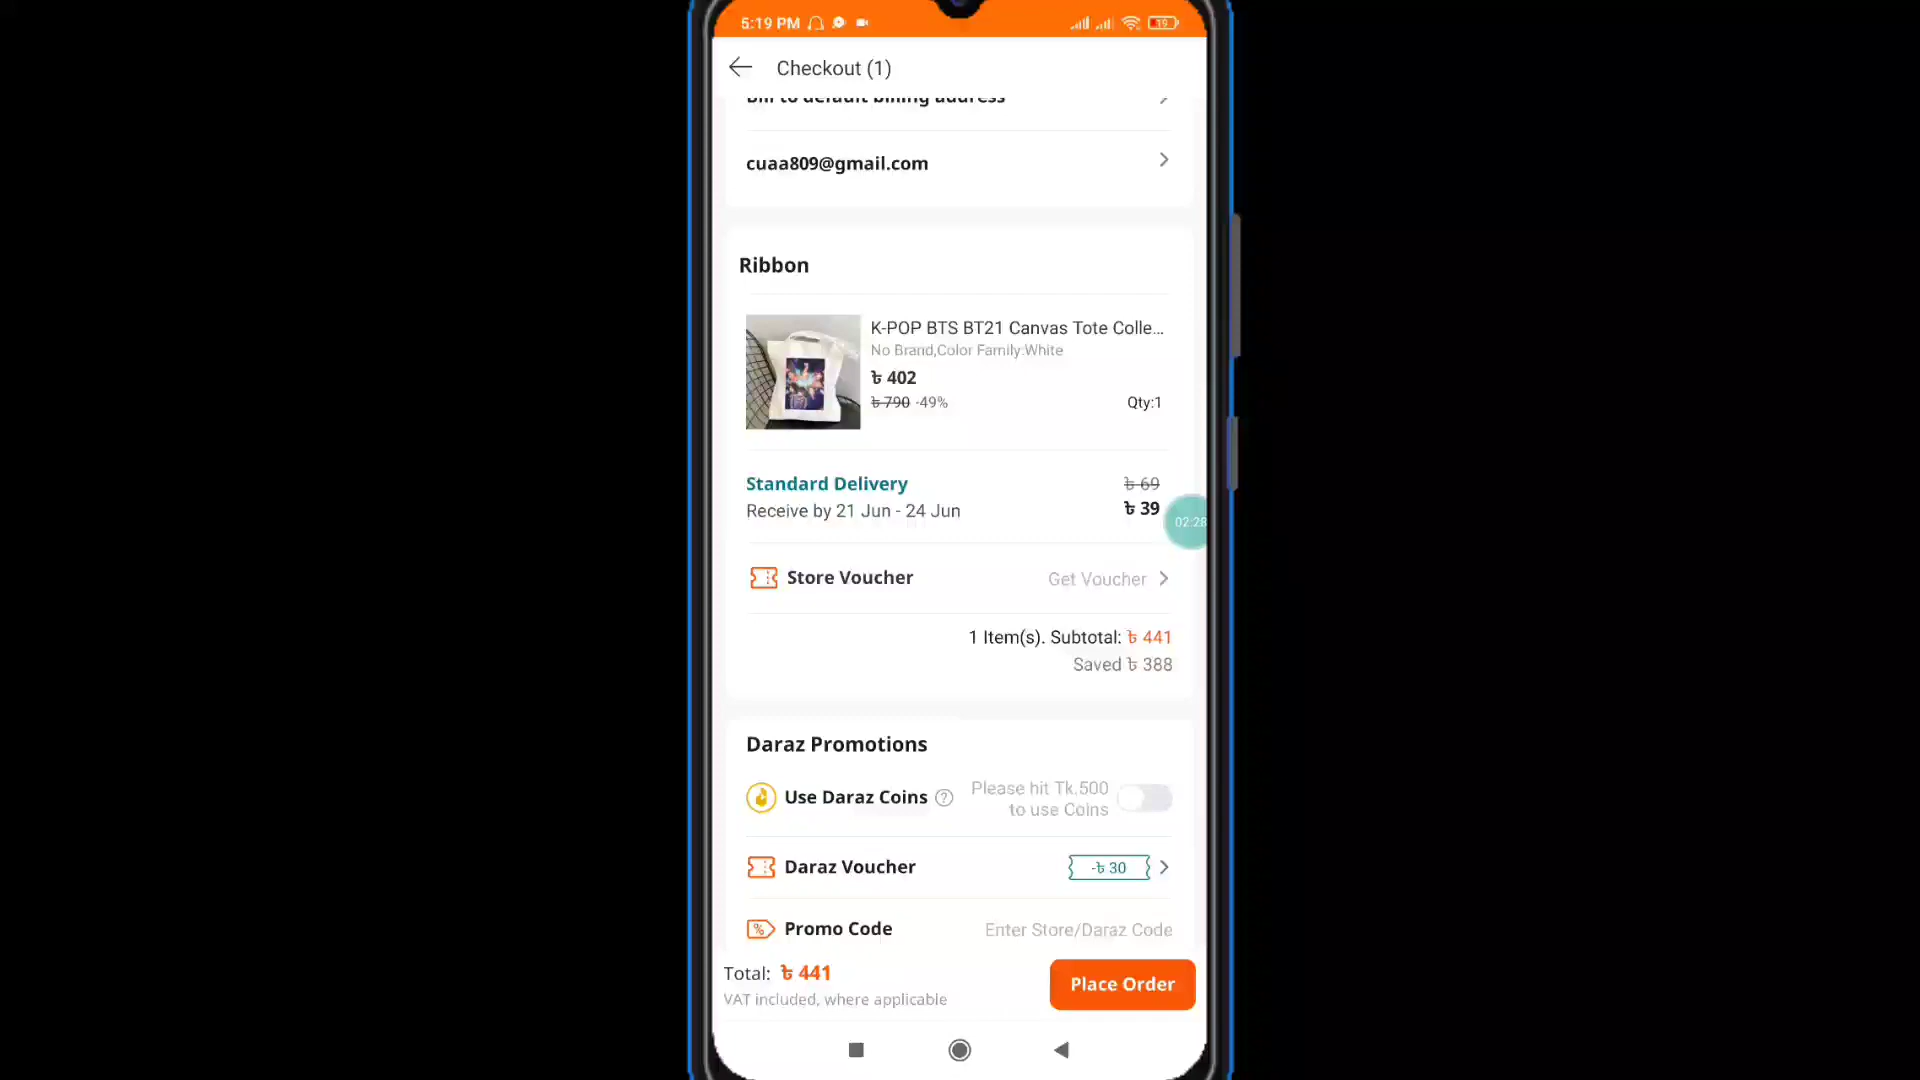 5:19 PM
19
Checkout (1)
Bill to default billing address
cuaa809@gmail.com
Ribbon
K-POP BTS BT21 Canvas Tote Colle...
No Brand,Color Family:White
৳ 402
৳ 790 -49%
Qty:1
Standard Delivery
৳ 69
Receive by 21 Jun - 24 Jun
৳ 39
02:28
Store Voucher
Get Voucher
1 Item(s). Subtotal: ৳ 441
Saved ৳ 388
Daraz Promotions
Use Daraz Coins ?
Please hit Tk.500
to use Coins
Daraz Voucher
-৳ 30
Promo Code
Enter Store/Daraz Code
Total: ৳ 441
VAT included, where applicable
Place Order